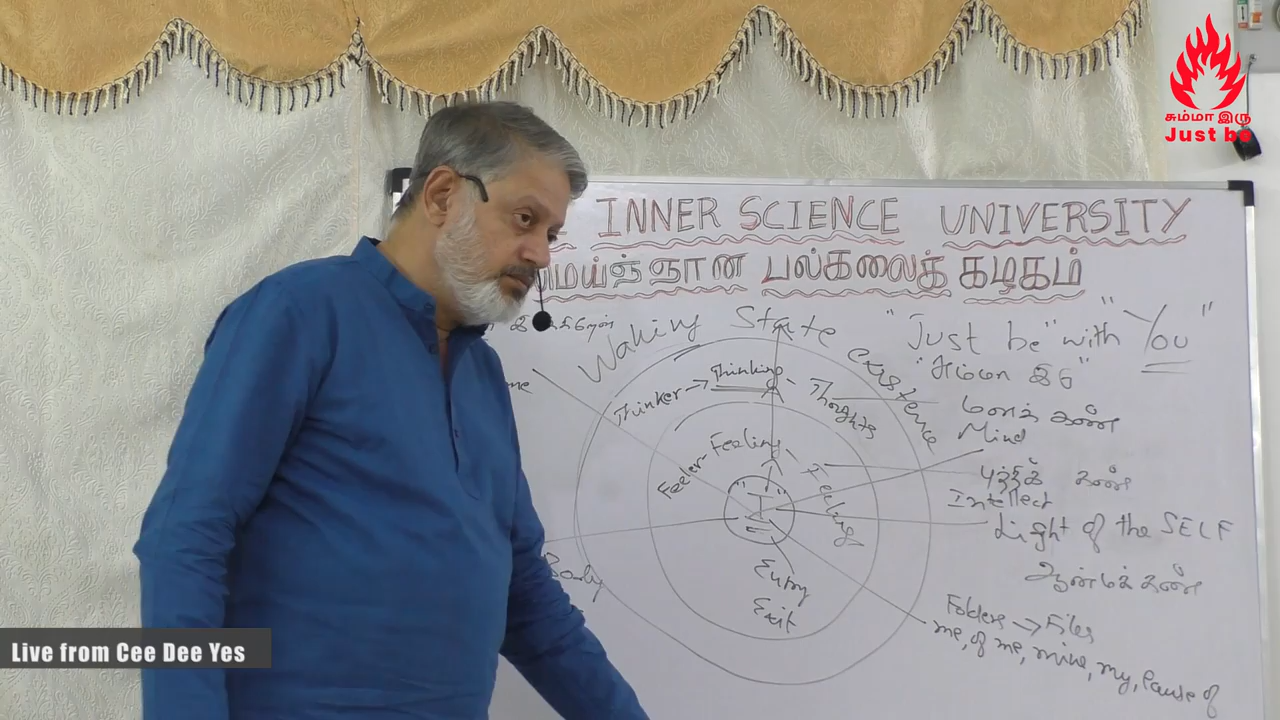 சும்மா இரு
Just be
INNER SCIENCE UNIVERSITY
மெய்ஞ்ஞான பல்கலைக் கழகம்
Waking State existence
"Just be" with "You"
"சும்மா இரு"
Thinker → Thinking - Thoughts
மனக் கண்
Mind
Feeler - Feeling - Feeling
புத்திக் கண்
Intellect
"I"
Light of the SELF
ஆன்மக் கண்
Body
Entry
Exit
Folders → Files
me, of me, mine, my, cause of
Live from Cee Dee Yes